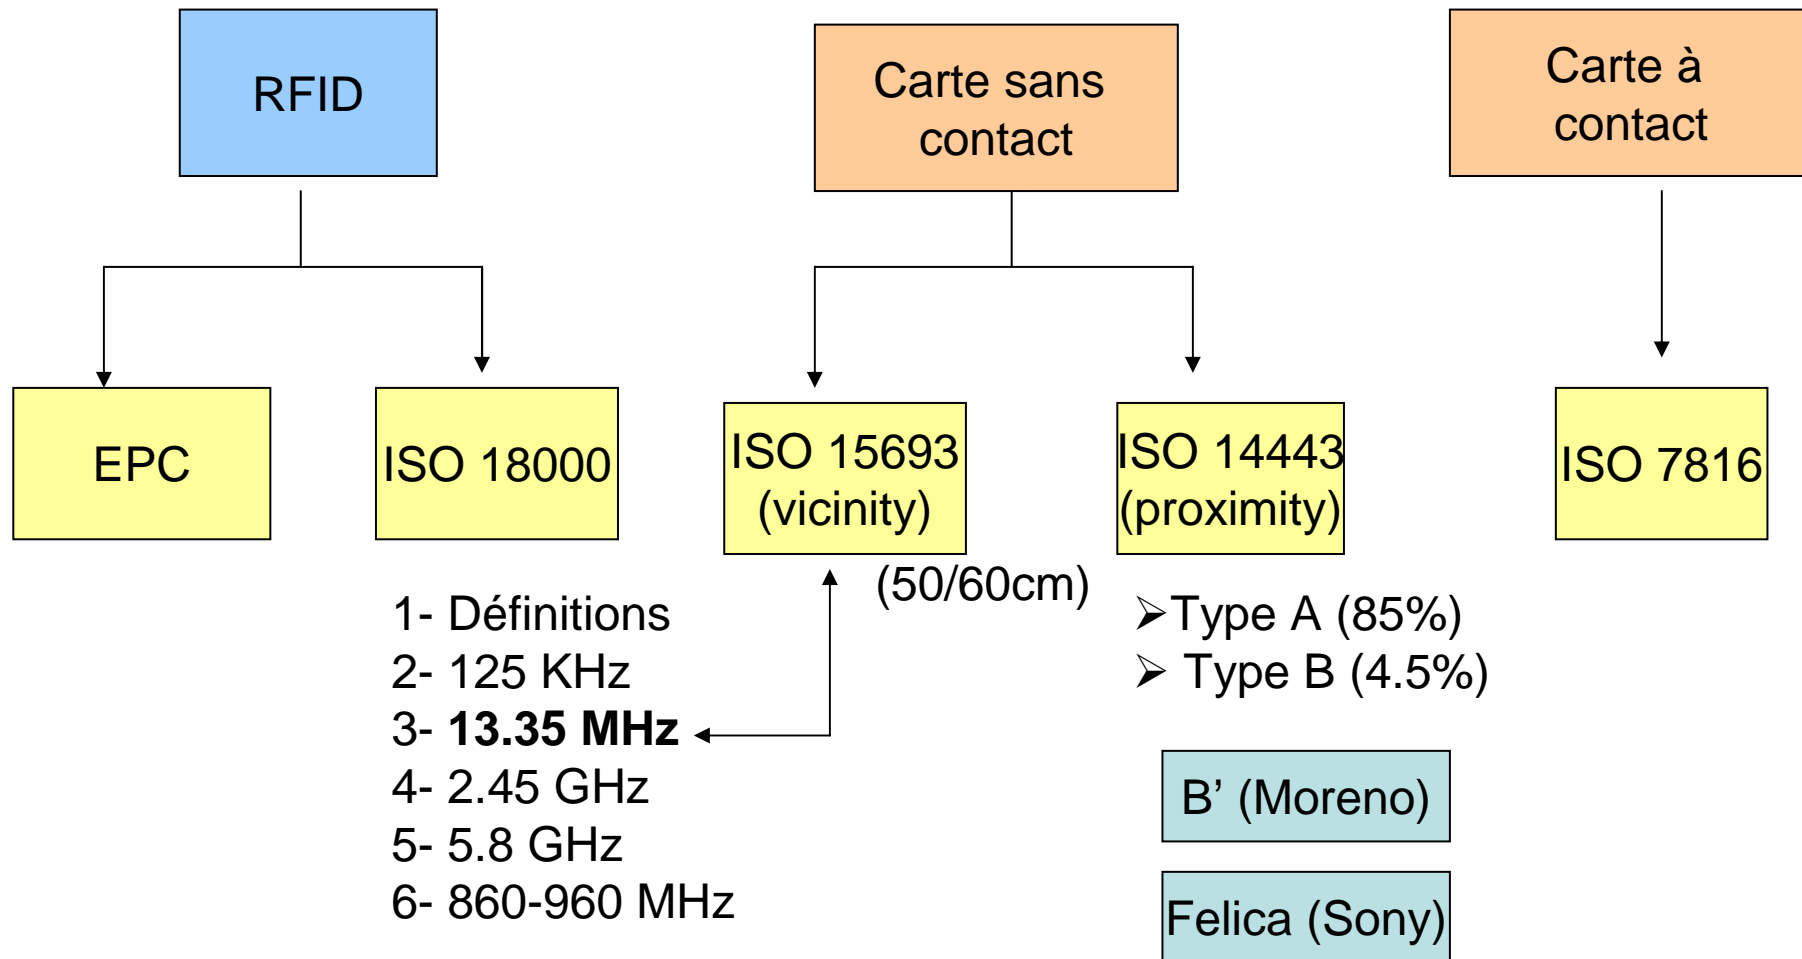 RFID
Carte sans
contact
Carte à
contact
EPC
ISO 18000
ISO 15693
(vicinity)
ISO 14443
(proximity)
ISO 7816
(50/60cm)
1- Définitions
2- 125 KHz
3- 13.35 MHz
4- 2.45 GHz
5- 5.8 GHz
6- 860-960 MHz
➢Type A (85%)
➢ Type B (4.5%)
B’ (Moreno)
Felica (Sony)